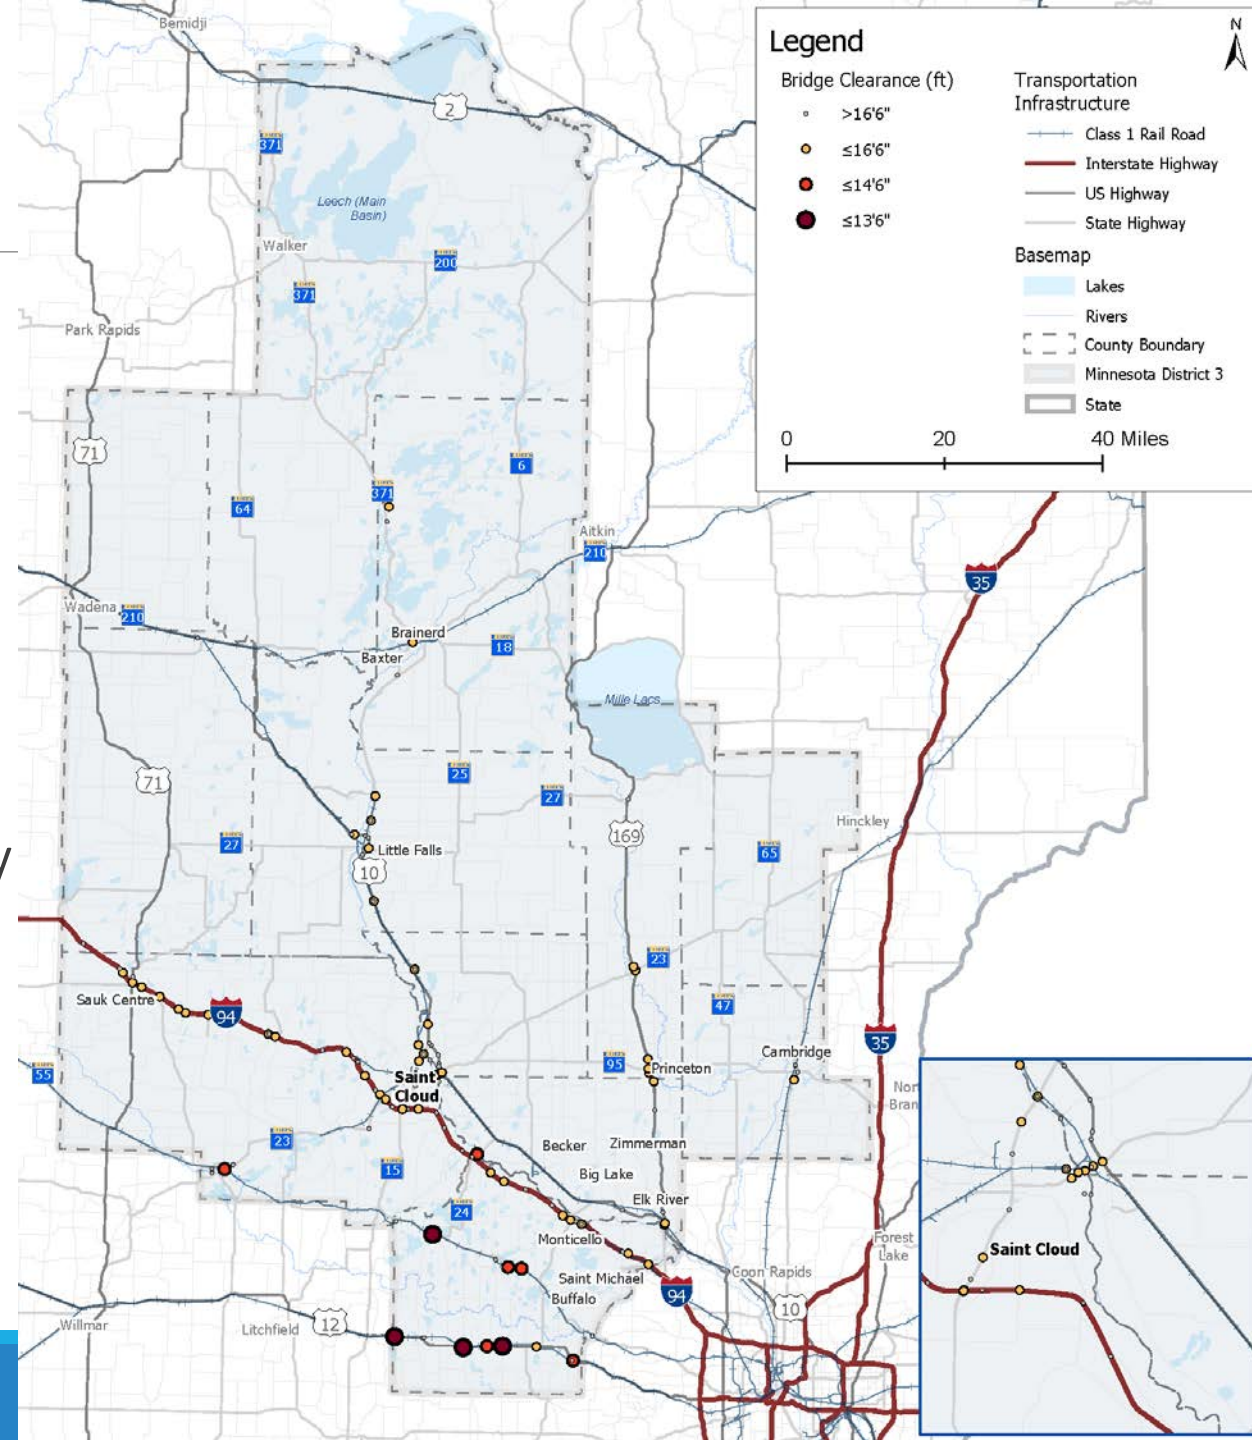 Legend
N
Bridge Clearance (ft)
>16'6"
≤16'6"
≤14'6"
≤13'6"
Transportation
Infrastructure
Class 1 Rail Road
Interstate Highway
US Highway
State Highway
Basemap
Lakes
Rivers
County Boundary
Minnesota District 3
State
0
20
40 Miles
Bemidji
2
371
Leech (Main
Basin)
Walker
200
371
Park Rapids
71
6
371
64
Aitkin
210
35
Wadena
210
Brainerd
18
Baxter
Mille Lacs
71
25
27
Hinckley
169
27
Little Falls
65
10
23
Sauk Centre
47
94
35
Cambridge
95
Princeton
55
Saint
Cloud
Nor
Bran
23
Becker
Zimmerman
15
Big Lake
24
Elk River
Monticello
Forest
Lake
Saint Cloud
Saint Michael
Coon Rapids
94
Buffalo
10
Willmar
Litchfield
12